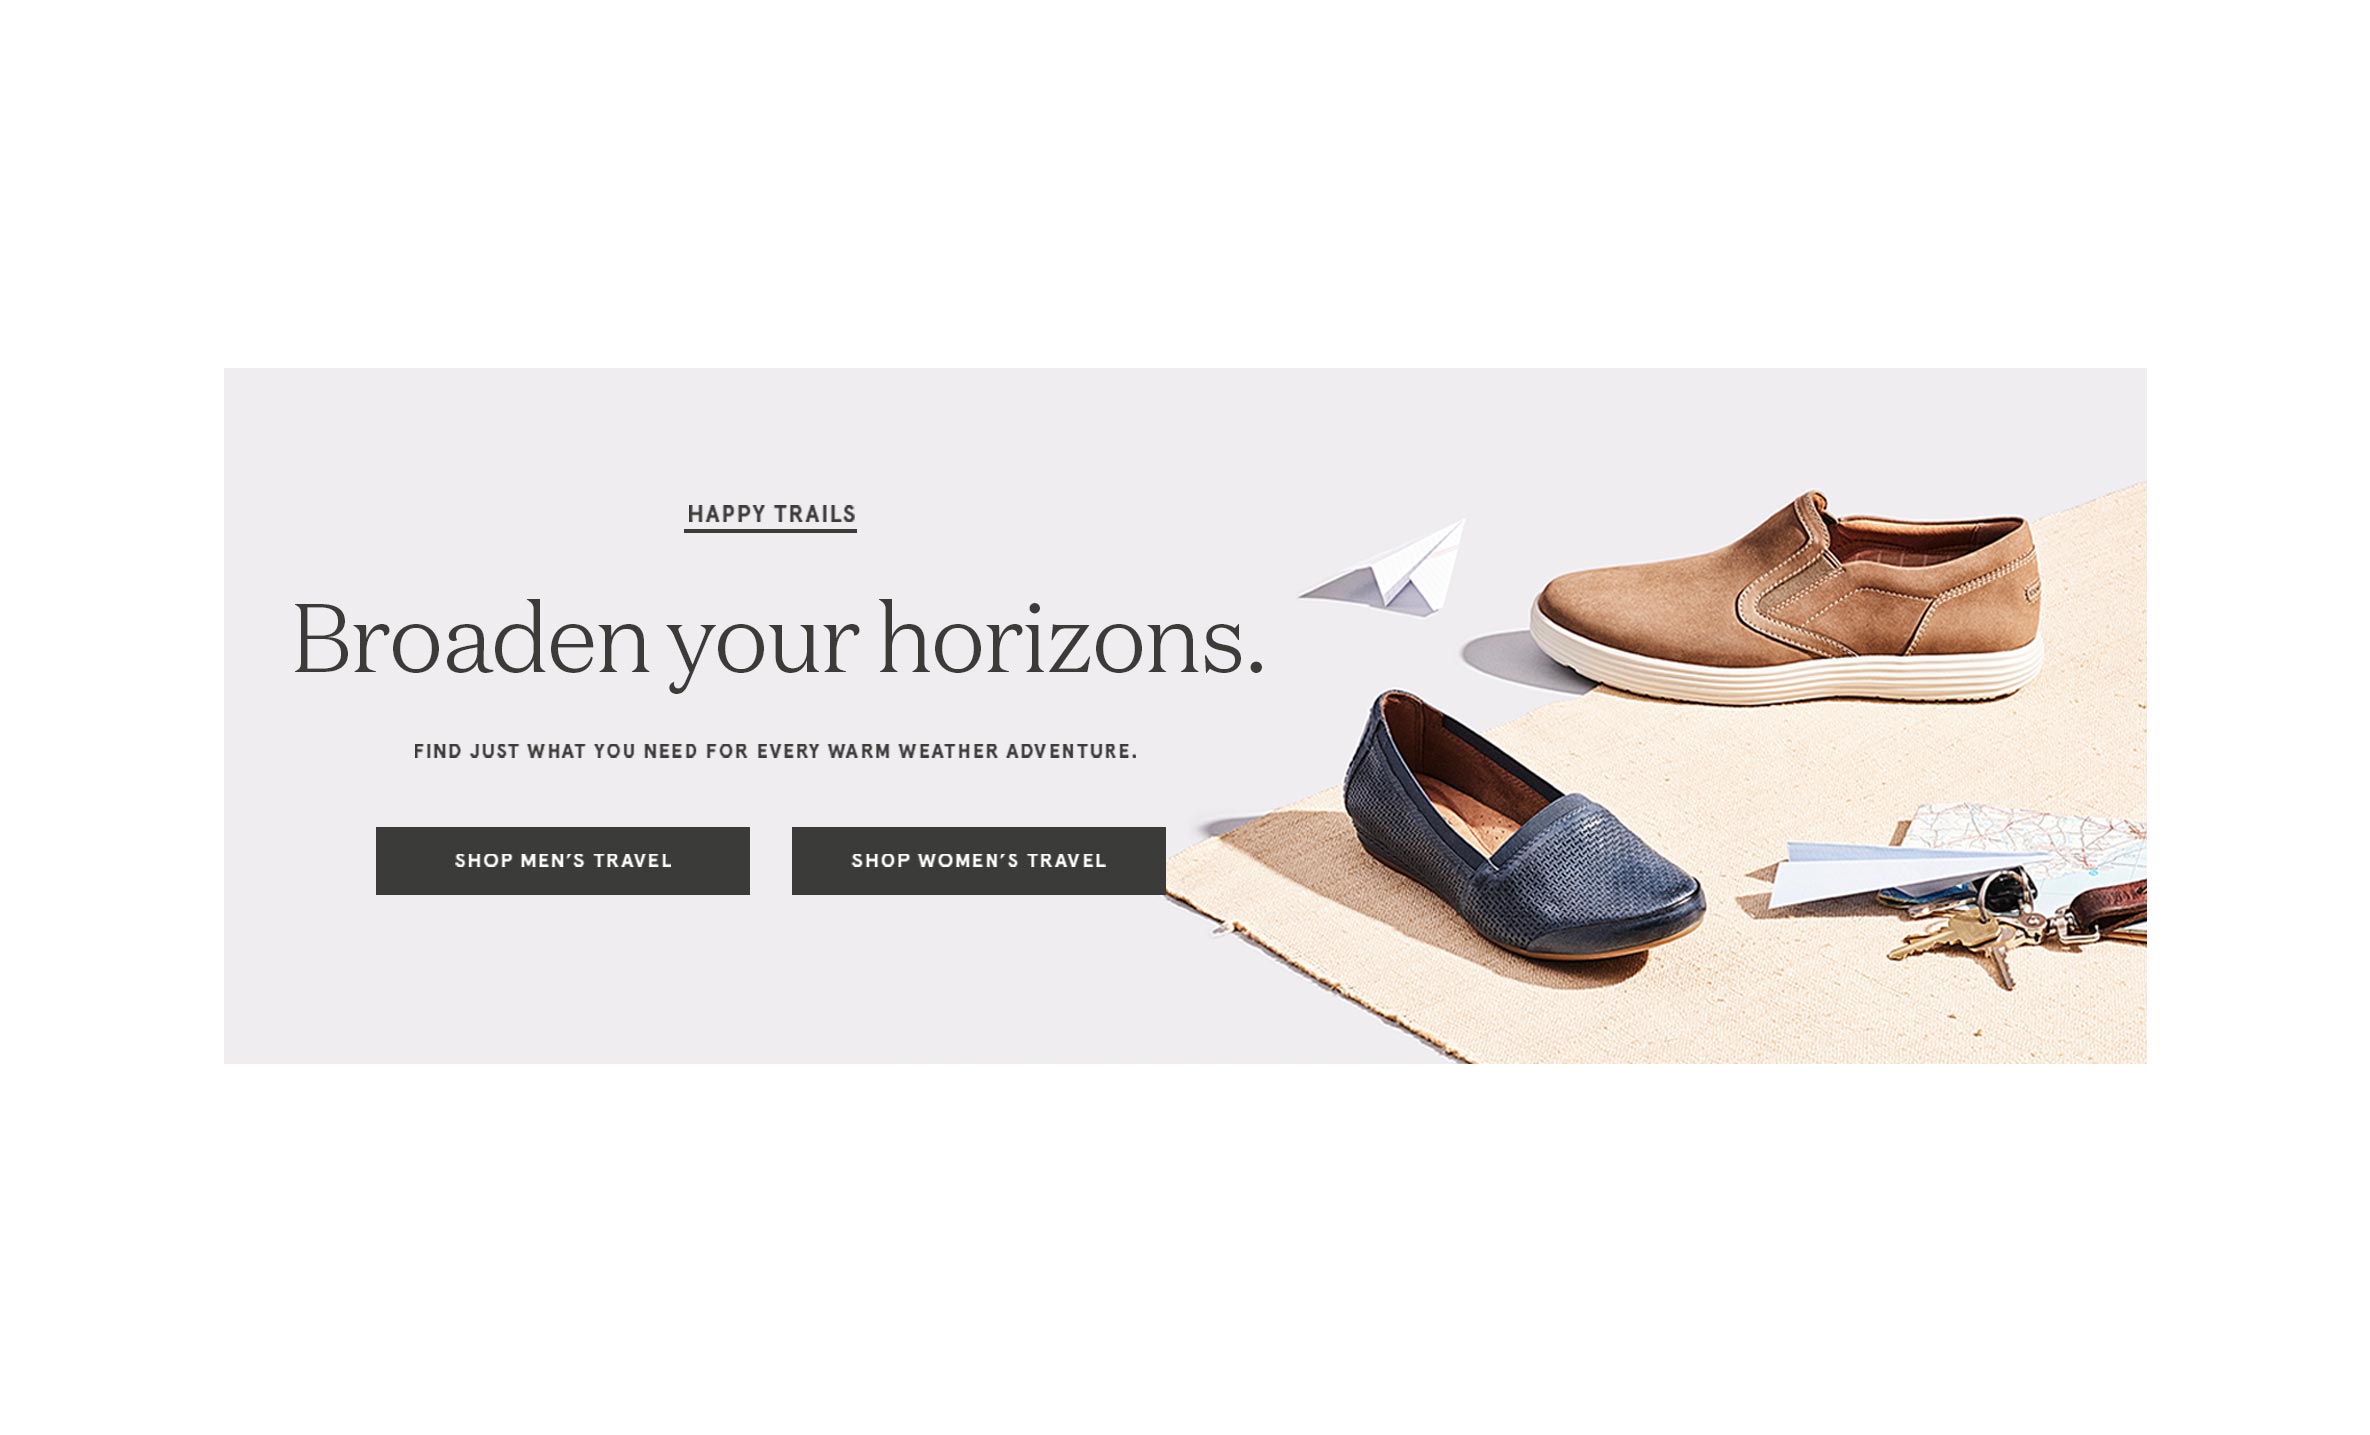 HAPPY TRAILS
Broaden your horizons.
FIND JUST WHAT YOU NEED FOR EVERY WARM WEATHER ADVENTURE.
SHOP MEN’S TRAVEL
SHOP WOMEN’S TRAVEL